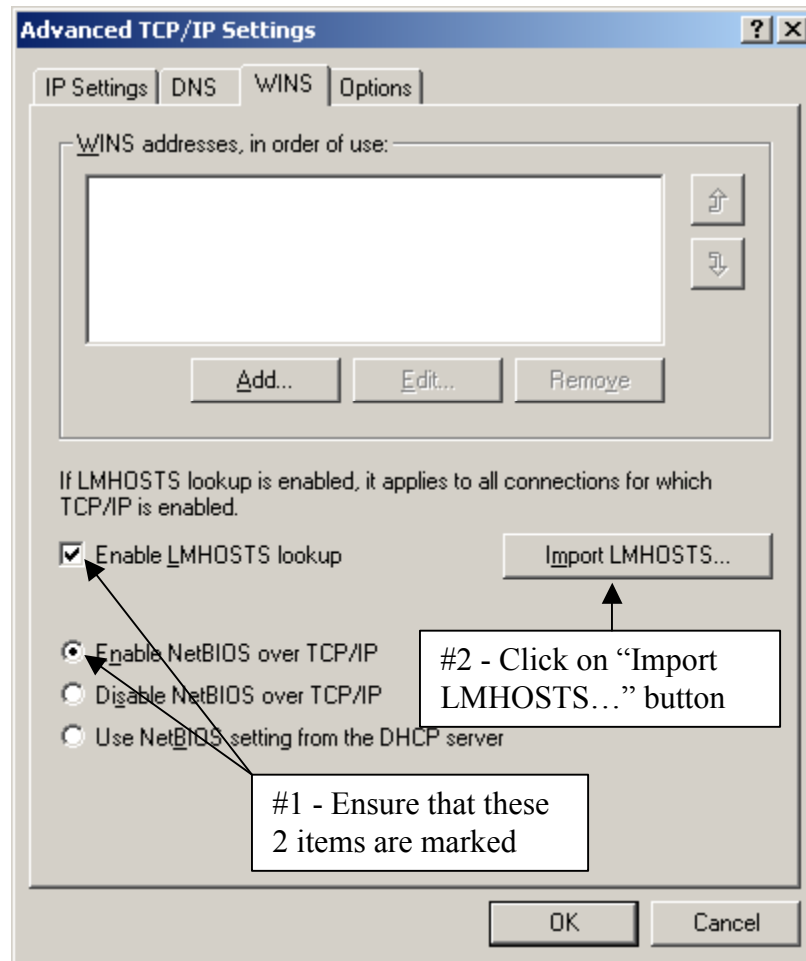 Advanced TCP/IP Settings
IP Settings
DNS
WINS
Options
WINS addresses, in order of use:
Add...
Edit...
Remove
If LMHOSTS lookup is enabled, it applies to all connections for which
TCP/IP is enabled.
Enable LMHOSTS lookup
Import LMHOSTS...
Enable NetBIOS over TCP/IP
Disable NetBIOS over TCP/IP
Use NetBIOS setting from the DHCP server
#2 - Click on “Import
LMHOSTS…” button
#1 - Ensure that these
2 items are marked
OK
Cancel